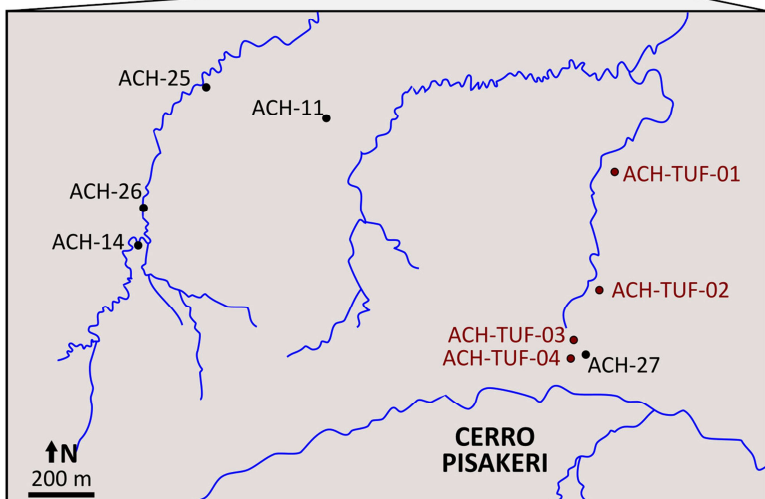 ACH-25
ACH-11
ACH-TUF-01
ACH-26
ACH-14
ACH-TUF-02
ACH-TUF-03
ACH-TUF-04
ACH-27
CERRO
PISAKERI
N
200 m